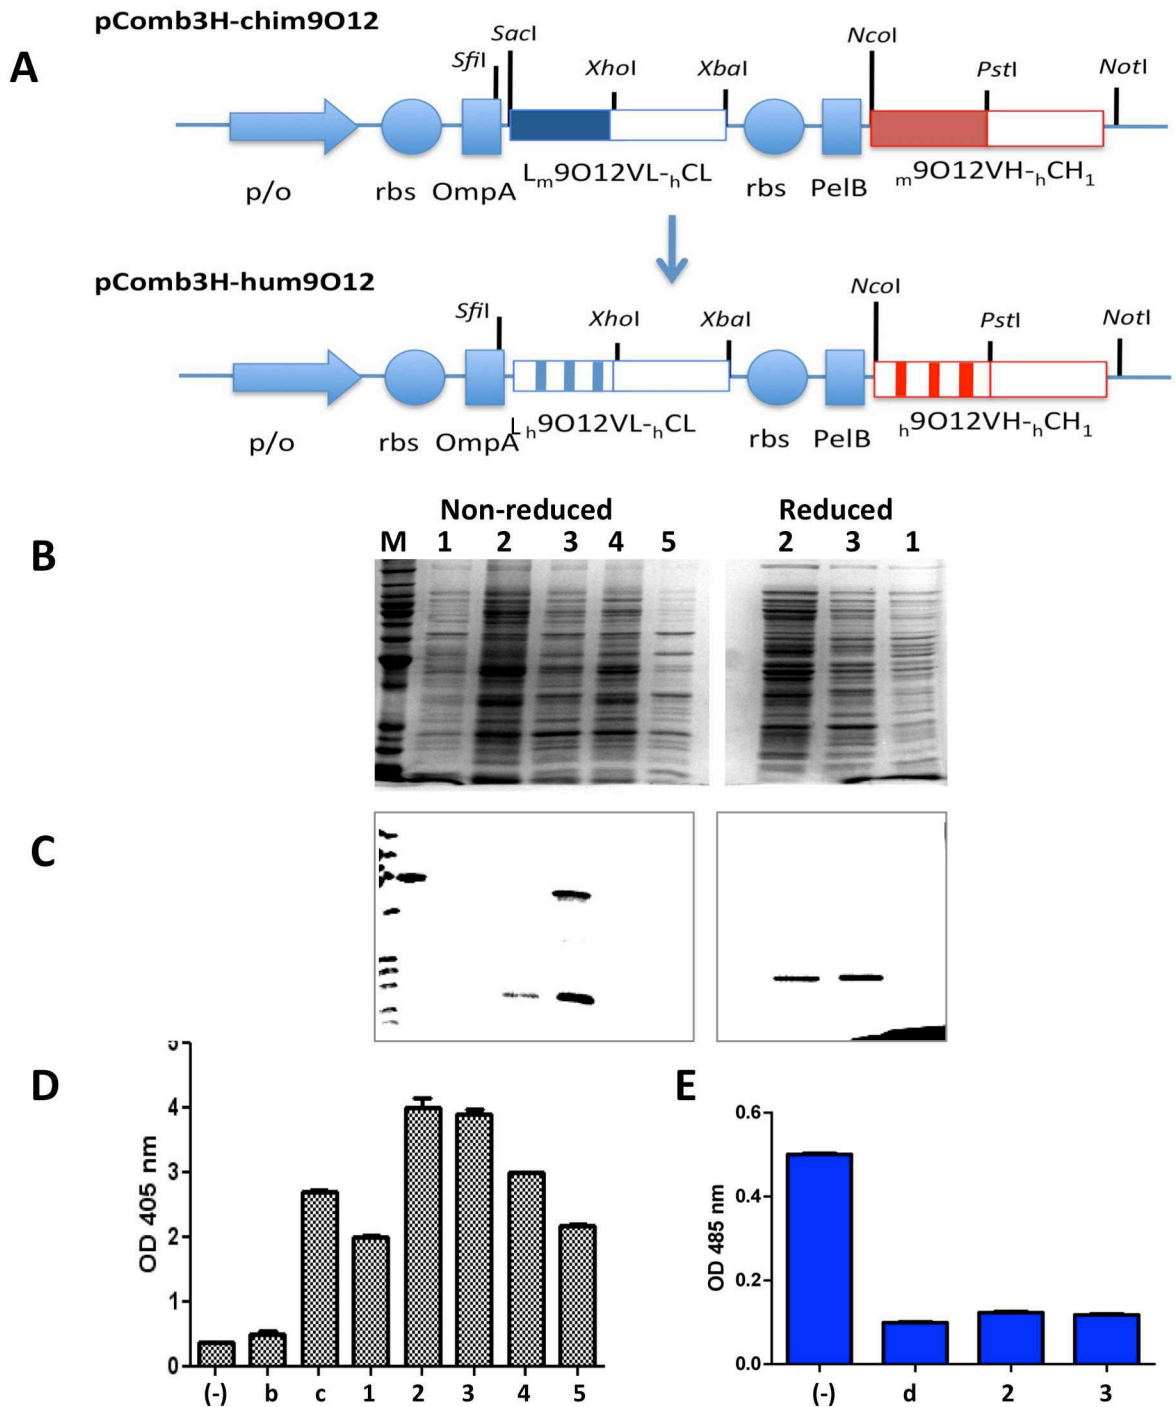 pComb3H-chim9O12
A
SfiI SacI XhoI XbaI NcoI PstI NotI
p/o rbs OmpA Lm9O12VL-hCL rbs PelB m9O12VH-hCH1
pComb3H-hum9O12
SfiI XhoI XbaI NcoI PstI NotI
p/o rbs OmpA Lh9O12VL-hCL rbs PelB h9O12VH-hCH1
Non-reduced Reduced
B M 1 2 3 4 5 2 3 1
C
D
OD 405 nm
5
4
3
2
1
0
(-) b c 1 2 3 4 5
E
OD 485 nm
0.6
0.4
0.2
0.0
(-) d 2 3